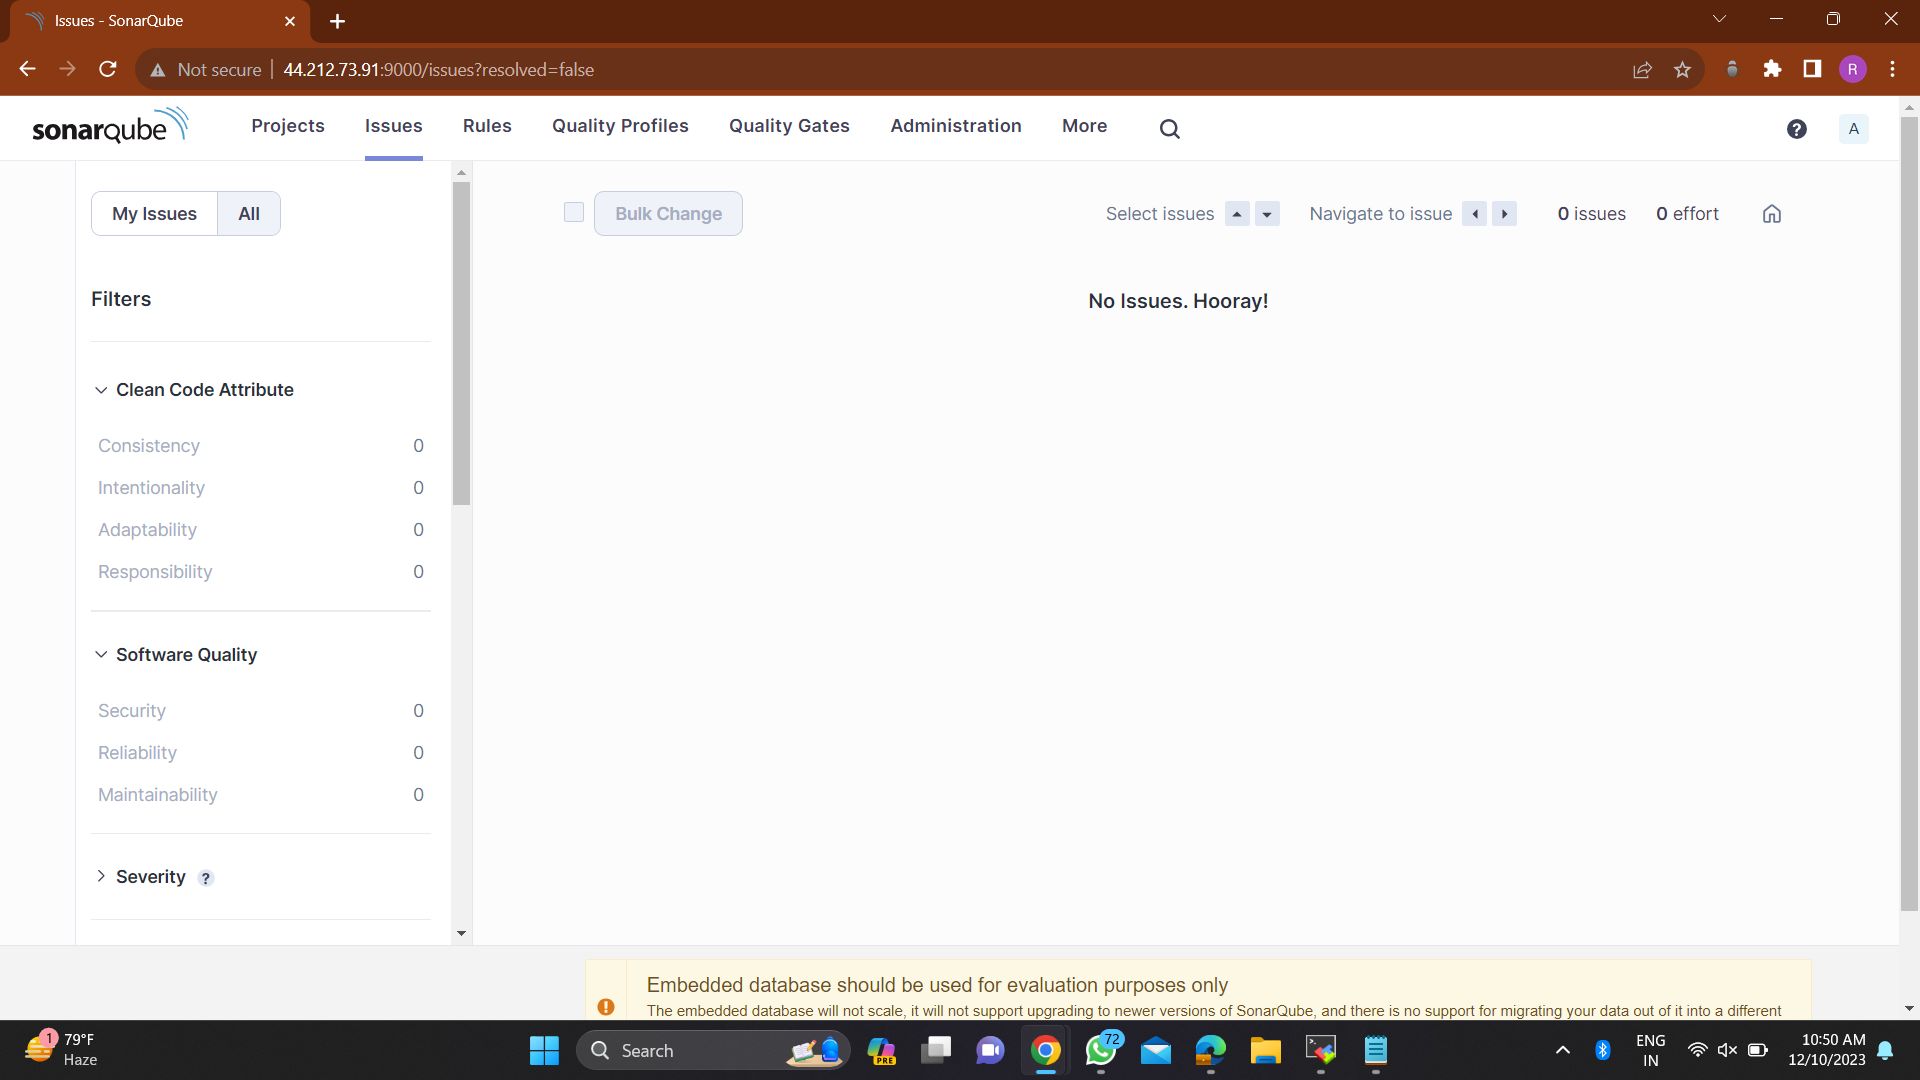 Issues - SonarQube
Not secure | 44.212.73.91:9000/issues?resolved=false
R
sonarqube Projects Issues Rules Quality Profiles Quality Gates Administration More ? A
My Issues All Bulk Change Select issues Navigate to issue 0 issues 0 effort
Filters
No Issues. Hooray!
Clean Code Attribute
Consistency 0
Intentionality 0
Adaptability 0
Responsibility 0
Software Quality
Security 0
Reliability 0
Maintainability 0
Severity ?
Embedded database should be used for evaluation purposes only
The embedded database will not scale, it will not support upgrading to newer versions of SonarQube, and there is no support for migrating your data out of it into a different
1 79°F
Haze
Search
PRE
72
ENG
IN
10:50 AM
12/10/2023